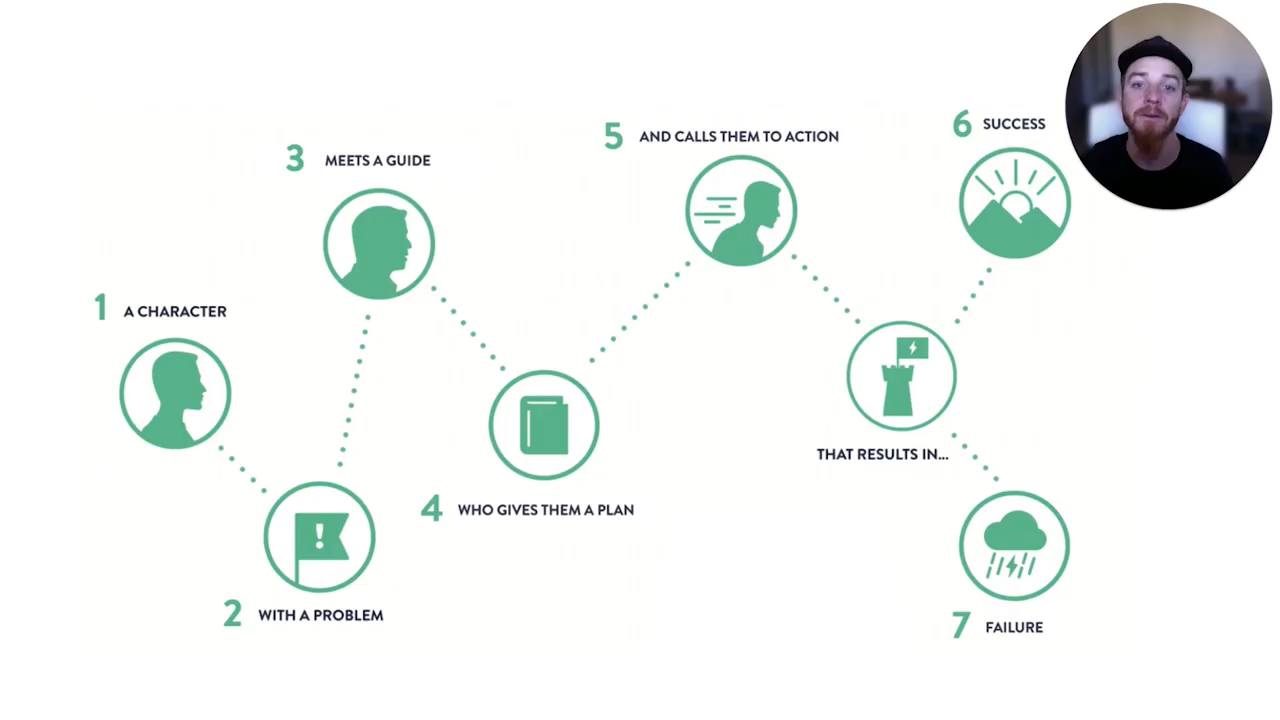 1 A CHARACTER
2 WITH A PROBLEM
3 MEETS A GUIDE
4 WHO GIVES THEM A PLAN
5 AND CALLS THEM TO ACTION
THAT RESULTS IN...
6 SUCCESS
7 FAILURE